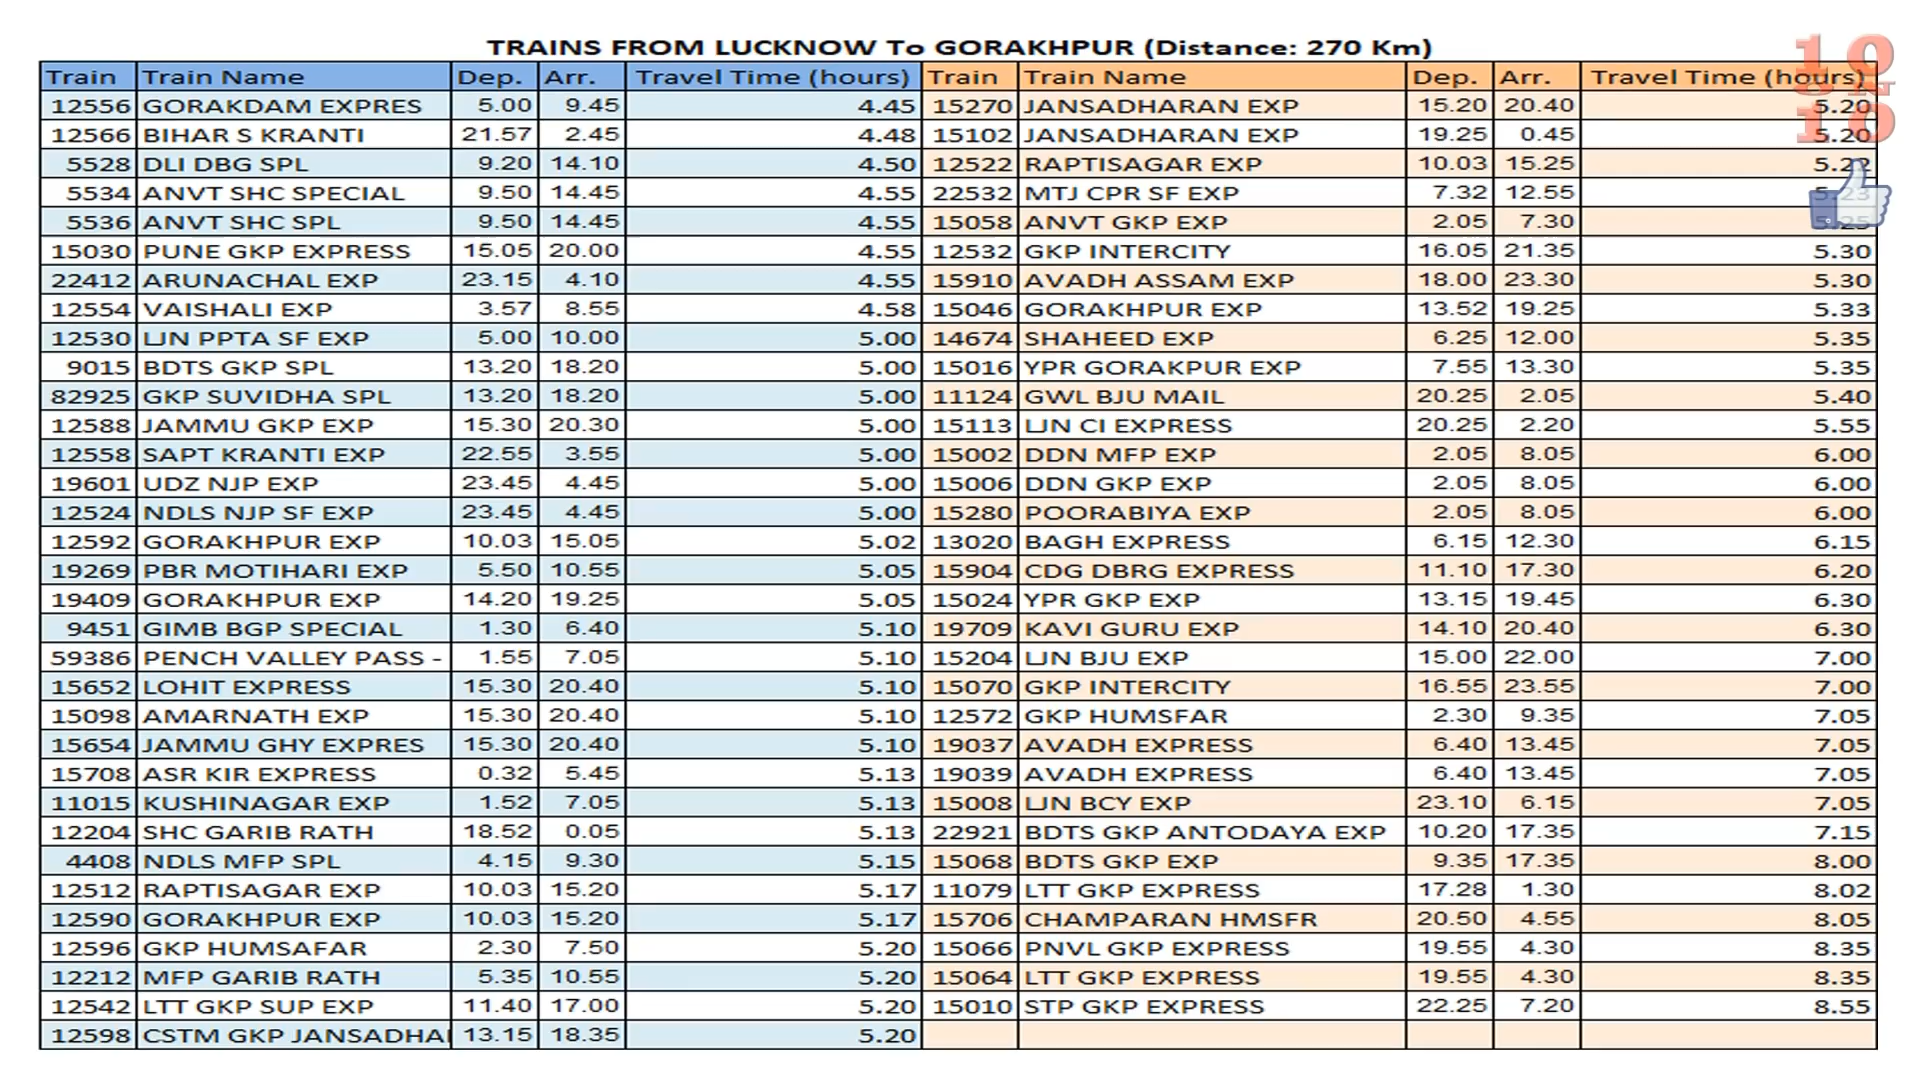 TRAINS FROM LUCKNOW To GORAKHPUR (Distance: 270 Km)
Train Train Name Dep. Arr. Travel Time (hours) Train Train Name Dep. Arr. Travel Time (hours)
12556 GORAKDAM EXPRES 5.00 9.45 4.45 15270 JANSADHARAN EXP 15.20 20.40 5.20
12566 BIHAR S KRANTI 21.57 2.45 4.48 15102 JANSADHARAN EXP 19.25 0.45 5.20
5528 DLI DBG SPL 9.20 14.10 4.50 12522 RAPTISAGAR EXP 10.03 15.25 5.22
5534 ANVT SHC SPECIAL 9.50 14.45 4.55 22532 MTJ CPR SF EXP 7.32 12.55 5.23
5536 ANVT SHC SPL 9.50 14.45 4.55 15058 ANVT GKP EXP 2.05 7.30 5.25
15030 PUNE GKP EXPRESS 15.05 20.00 4.55 12532 GKP INTERCITY 16.05 21.35 5.30
22412 ARUNACHAL EXP 23.15 4.10 4.55 15910 AVADH ASSAM EXP 18.00 23.30 5.30
12554 VAISHALI EXP 3.57 8.55 4.58 15046 GORAKHPUR EXP 13.52 19.25 5.33
12530 LJN PPTA SF EXP 5.00 10.00 5.00 14674 SHAHEED EXP 6.25 12.00 5.35
9015 BDTS GKP SPL 13.20 18.20 5.00 15016 YPR GORAKPUR EXP 7.55 13.30 5.35
82925 GKP SUVIDHA SPL 13.20 18.20 5.00 11124 GWL BJU MAIL 20.25 2.05 5.40
12588 JAMMU GKP EXP 15.30 20.30 5.00 15113 LJN CI EXPRESS 20.25 2.20 5.55
12558 SAPT KRANTI EXP 22.55 3.55 5.00 15002 DDN MFP EXP 2.05 8.05 6.00
19601 UDZ NJP EXP 23.45 4.45 5.00 15006 DDN GKP EXP 2.05 8.05 6.00
12524 NDLS NJP SF EXP 23.45 4.45 5.00 15280 POORABIYA EXP 2.05 8.05 6.00
12592 GORAKHPUR EXP 10.03 15.05 5.02 13020 BAGH EXPRESS 6.15 12.30 6.15
19269 PBR MOTIHARI EXP 5.50 10.55 5.05 15904 CDG DBRG EXPRESS 11.10 17.30 6.20
19409 GORAKHPUR EXP 14.20 19.25 5.05 15024 YPR GKP EXP 13.15 19.45 6.30
9451 GIMB BGP SPECIAL 1.30 6.40 5.10 19709 KAVI GURU EXP 14.10 20.40 6.30
59386 PENCH VALLEY PASS - 1.55 7.05 5.10 15204 LJN BJU EXP 15.00 22.00 7.00
15652 LOHIT EXPRESS 15.30 20.40 5.10 15070 GKP INTERCITY 16.55 23.55 7.00
15098 AMARNATH EXP 15.30 20.40 5.10 12572 GKP HUMSFAR 2.30 9.35 7.05
15654 JAMMU GHY EXPRES 15.30 20.40 5.10 19037 AVADH EXPRESS 6.40 13.45 7.05
15708 ASR KIR EXPRESS 0.32 5.45 5.13 19039 AVADH EXPRESS 6.40 13.45 7.05
11015 KUSHINAGAR EXP 1.52 7.05 5.13 15008 LJN BCY EXP 23.10 6.15 7.05
12204 SHC GARIB RATH 18.52 0.05 5.13 22921 BDTS GKP ANTODAYA EXP 10.20 17.35 7.15
4408 NDLS MFP SPL 4.15 9.30 5.15 15068 BDTS GKP EXP 9.35 17.35 8.00
12512 RAPTISAGAR EXP 10.03 15.20 5.17 11079 LTT GKP EXPRESS 17.28 1.30 8.02
12590 GORAKHPUR EXP 10.03 15.20 5.17 15706 CHAMPARAN HMSFR 20.50 4.55 8.05
12596 GKP HUMSAFAR 2.30 7.50 5.20 15066 PNVL GKP EXPRESS 19.55 4.30 8.35
12212 MFP GARIB RATH 5.35 10.55 5.20 15064 LTT GKP EXPRESS 19.55 4.30 8.35
12542 LTT GKP SUP EXP 11.40 17.00 5.20 15010 STP GKP EXPRESS 22.25 7.20 8.55
12598 CSTM GKP JANSADHA 13.15 18.35 5.20
10
ON
10